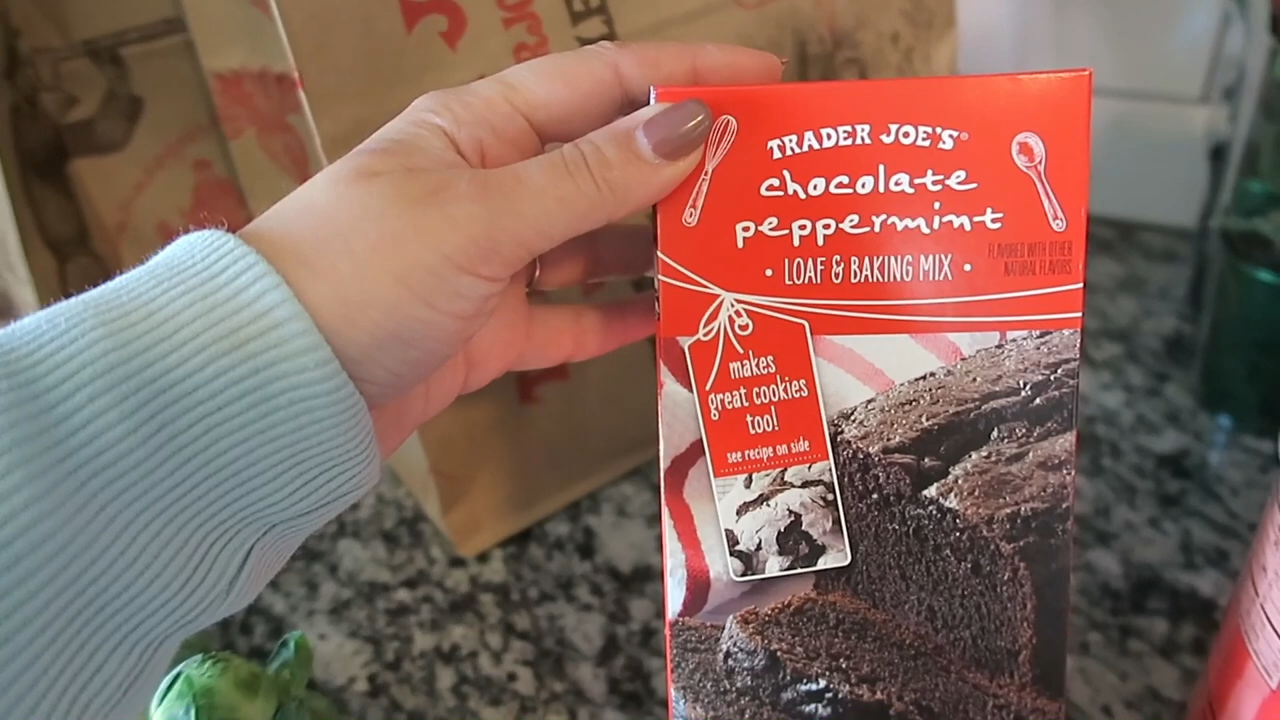 TRADER JOE'S®
chocolate
peppermint
FLAVORED WITH OTHER
NATURAL FLAVORS
• LOAF & BAKING MIX •
makes
great cookies
too!
see recipe on side